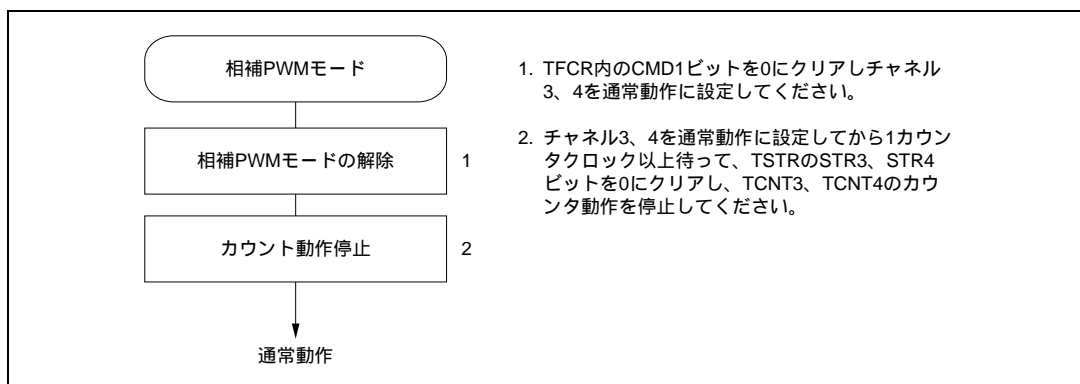 相補PWMモード
相補PWMモードの解除
1
カウント動作停止
2
通常動作
1. TFCR内のCMD1ビットを0にクリアしチャネル
3、4を通常動作に設定してください。
2. チャネル3、4を通常動作に設定してから1カウン
タクロック以上待って、TSTRのSTR3、STR4
ビットを0にクリアし、TCNT3、TCNT4のカウ
ンタ動作を停止してください。